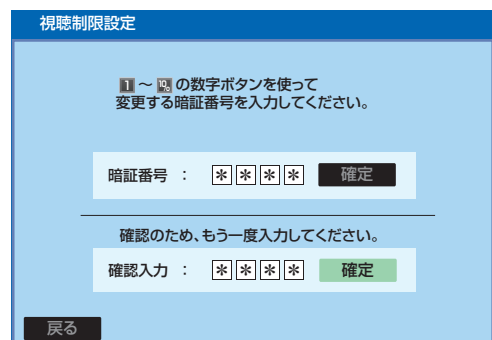 視聴制限設定
1 ～ 10 の数字ボタンを使って
変更する暗証番号を入力してください。
暗証番号 ： ＊＊＊＊ 確定
確認のため、もう一度入力してください。
確認入力 ： ＊＊＊＊ 確定
戻る